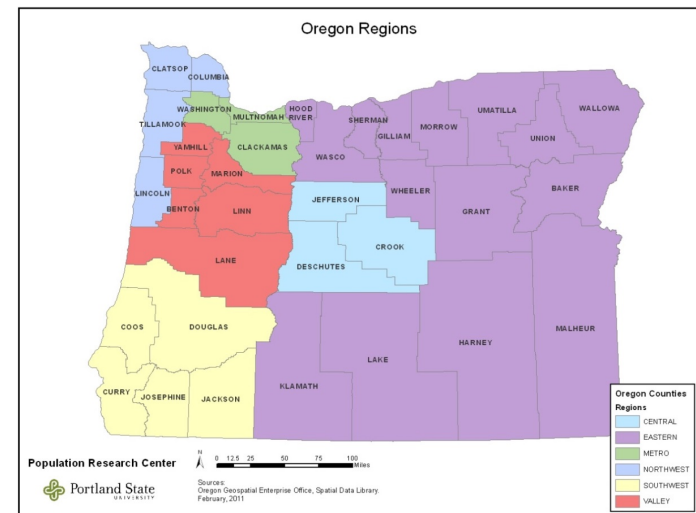 Oregon Regions
CLATSOP
COLUMBIA
WASHINGTON
MULTNOMAH
HOOD
RIVER
SHERMAN
GILLIAM
MORROW
UMATILLA
WALLOWA
UNION
TILLAMOOK
YAMHILL
CLACKAMAS
WASCO
POLK
MARION
WHEELER
BAKER
LINCOLN
JEFFERSON
GRANT
BENTON
LINN
CROOK
LANE
DESCHUTES
COOS
DOUGLAS
HARNEY
MALHEUR
LAKE
KLAMATH
CURRY
JOSEPHINE
JACKSON
Oregon Counties
Regions
CENTRAL
EASTERN
METRO
NORTHWEST
SOUTHWEST
VALLEY
Population Research Center
N
0 12.5 25 50 75 100
Miles
Portland State
UNIVERSITY
Sources:
Oregon Geospatial Enterprise Office, Spatial Data Library.
February, 2011